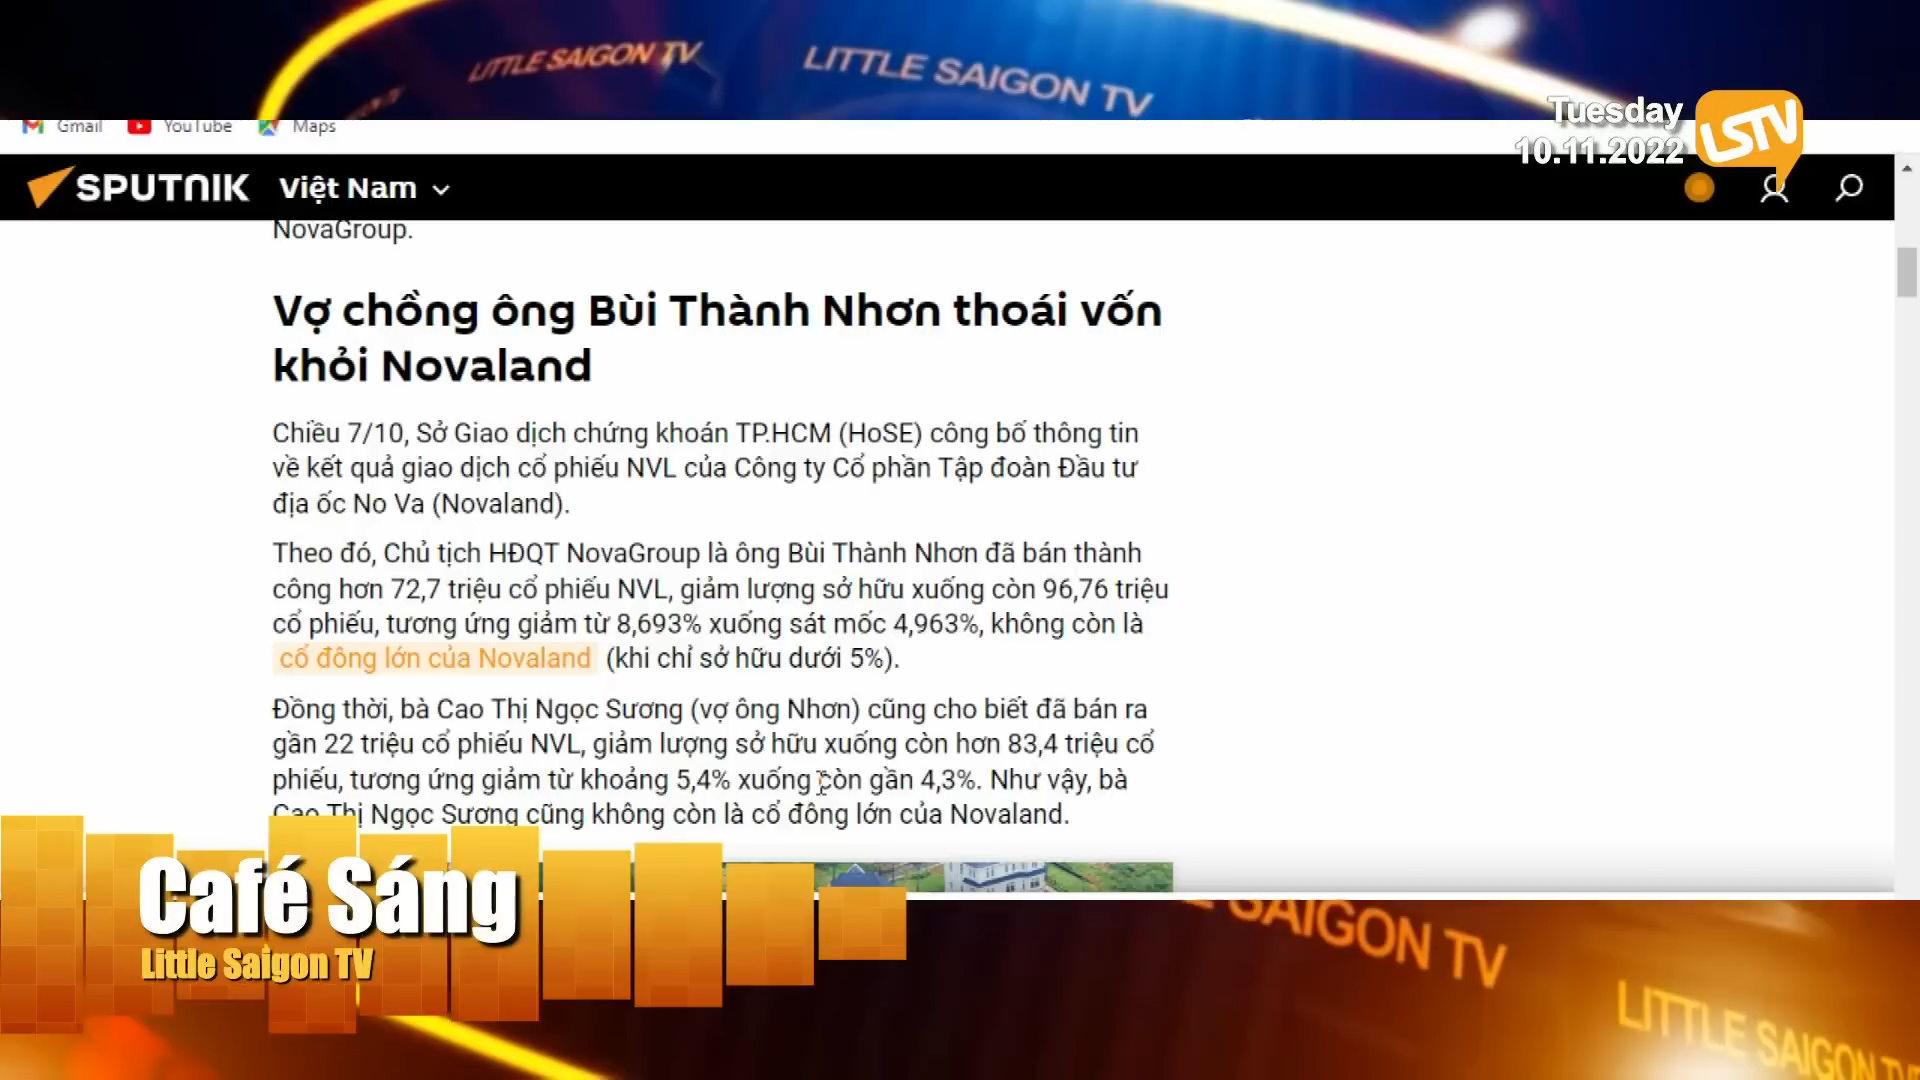 LITTLE SAIGON TV
LITTLE SAIGON TV
Tuesday
10.11.2022
LSTV
Gmail
YouTube
Maps
SPUTNIK
Việt Nam
NovaGroup.
Vợ chồng ông Bùi Thành Nhơn thoái vốn
khỏi Novaland
Chiều 7/10, Sở Giao dịch chứng khoán TP.HCM (HoSE) công bố thông tin
về kết quả giao dịch cổ phiếu NVL của Công ty Cổ phần Tập đoàn Đầu tư
địa ốc No Va (Novaland).
Theo đó, Chủ tịch HĐQT NovaGroup là ông Bùi Thành Nhơn đã bán thành
công hơn 72,7 triệu cổ phiếu NVL, giảm lượng sở hữu xuống còn 96,76 triệu
cổ phiếu, tương ứng giảm từ 8,693% xuống sát mốc 4,963%, không còn là
cổ đông lớn của Novaland (khi chỉ sở hữu dưới 5%).
Đồng thời, bà Cao Thị Ngọc Sương (vợ ông Nhơn) cũng cho biết đã bán ra
gần 22 triệu cổ phiếu NVL, giảm lượng sở hữu xuống còn hơn 83,4 triệu cổ
phiếu, tương ứng giảm từ khoảng 5,4% xuống còn gần 4,3%. Như vậy, bà
Cao Thị Ngọc Sương cũng không còn là cổ đông lớn của Novaland.
Café Sáng
Little Saigon TV
SAIGON TV
LITTLE SAIGON TV